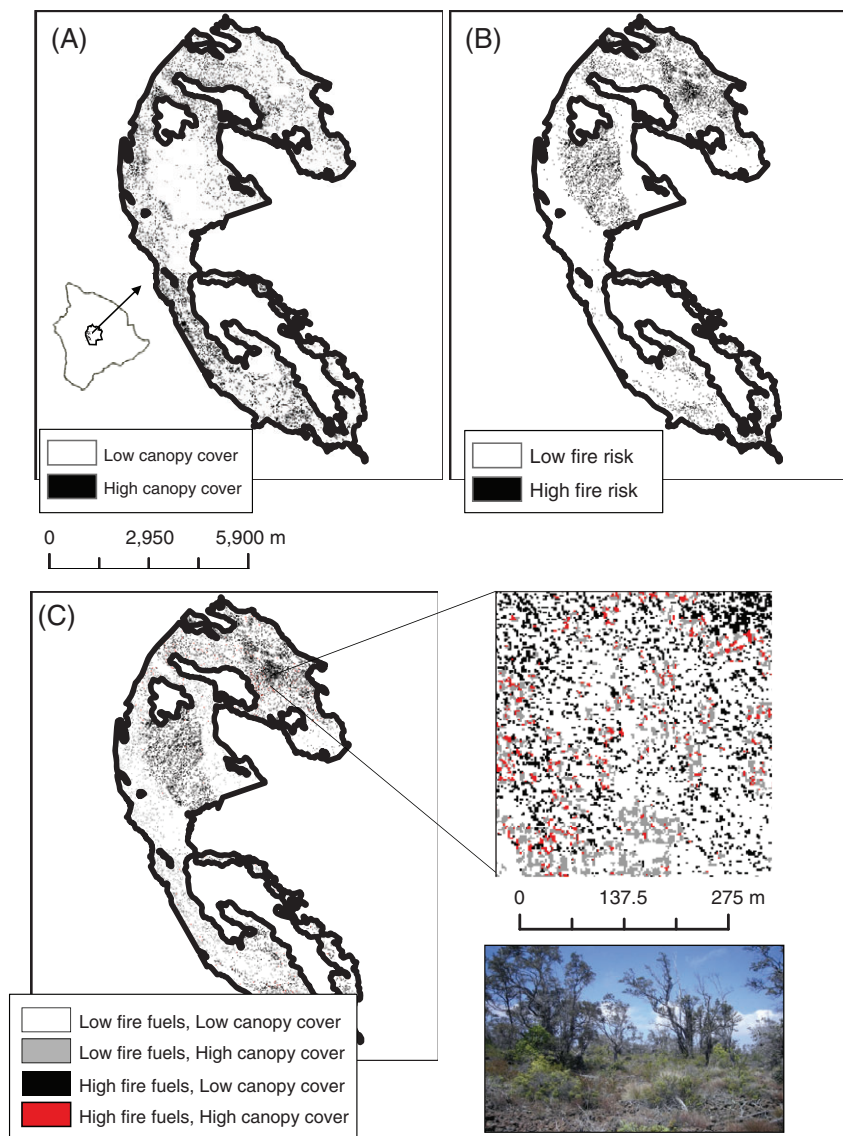 (A)
(B)
Low canopy cover
High canopy cover
Low fire risk
High fire risk
0 2,950 5,900 m
(C)
0 137.5 275 m
Low fire fuels, Low canopy cover
Low fire fuels, High canopy cover
High fire fuels, Low canopy cover
High fire fuels, High canopy cover